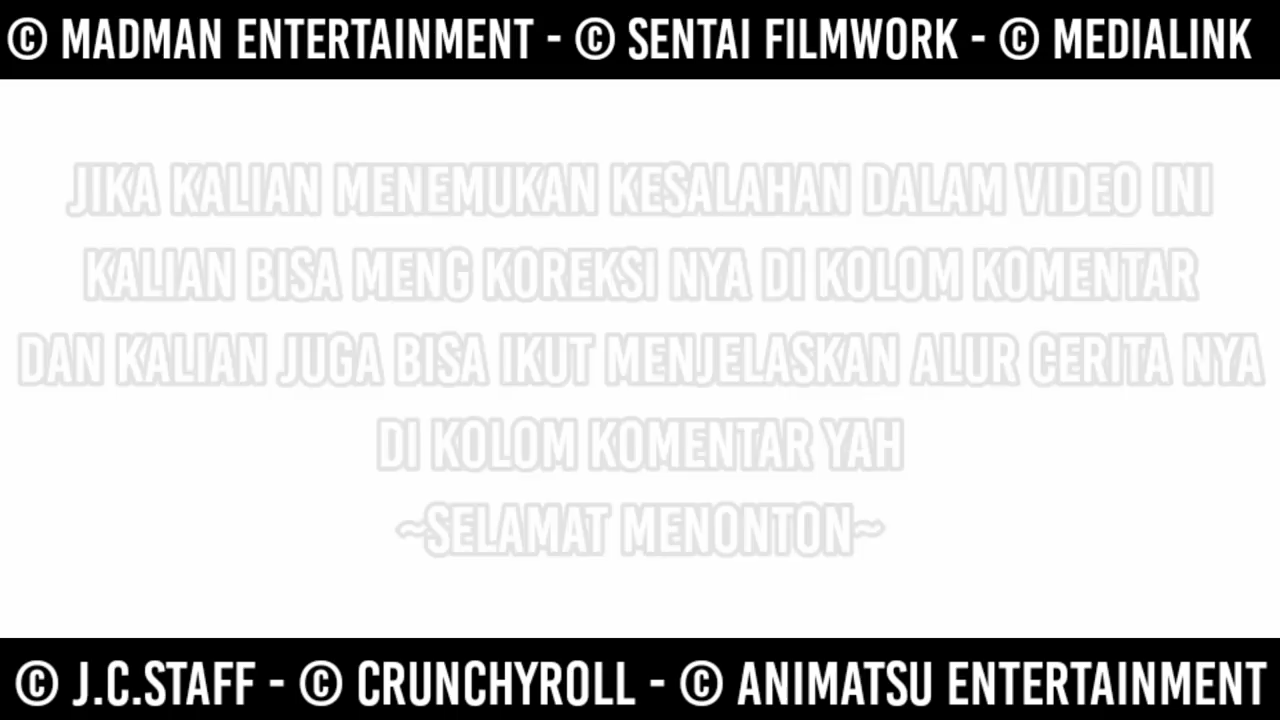 © MADMAN ENTERTAINMENT - © SENTAI FILMWORK - © MEDIALINK
JIKA KALIAN MENEMUKAN KESALAHAN DALAM VIDEO INI
KALIAN BISA MENG KOREKSI NYA DI KOLOM KOMENTAR
DAN KALIAN JUGA BISA IKUT MENJELASKAN ALUR CERITA NYA
DI KOLOM KOMENTAR YAH
~SELAMAT MENONTON~
© J.C.STAFF - © CRUNCHYROLL - © ANIMATSU ENTERTAINMENT